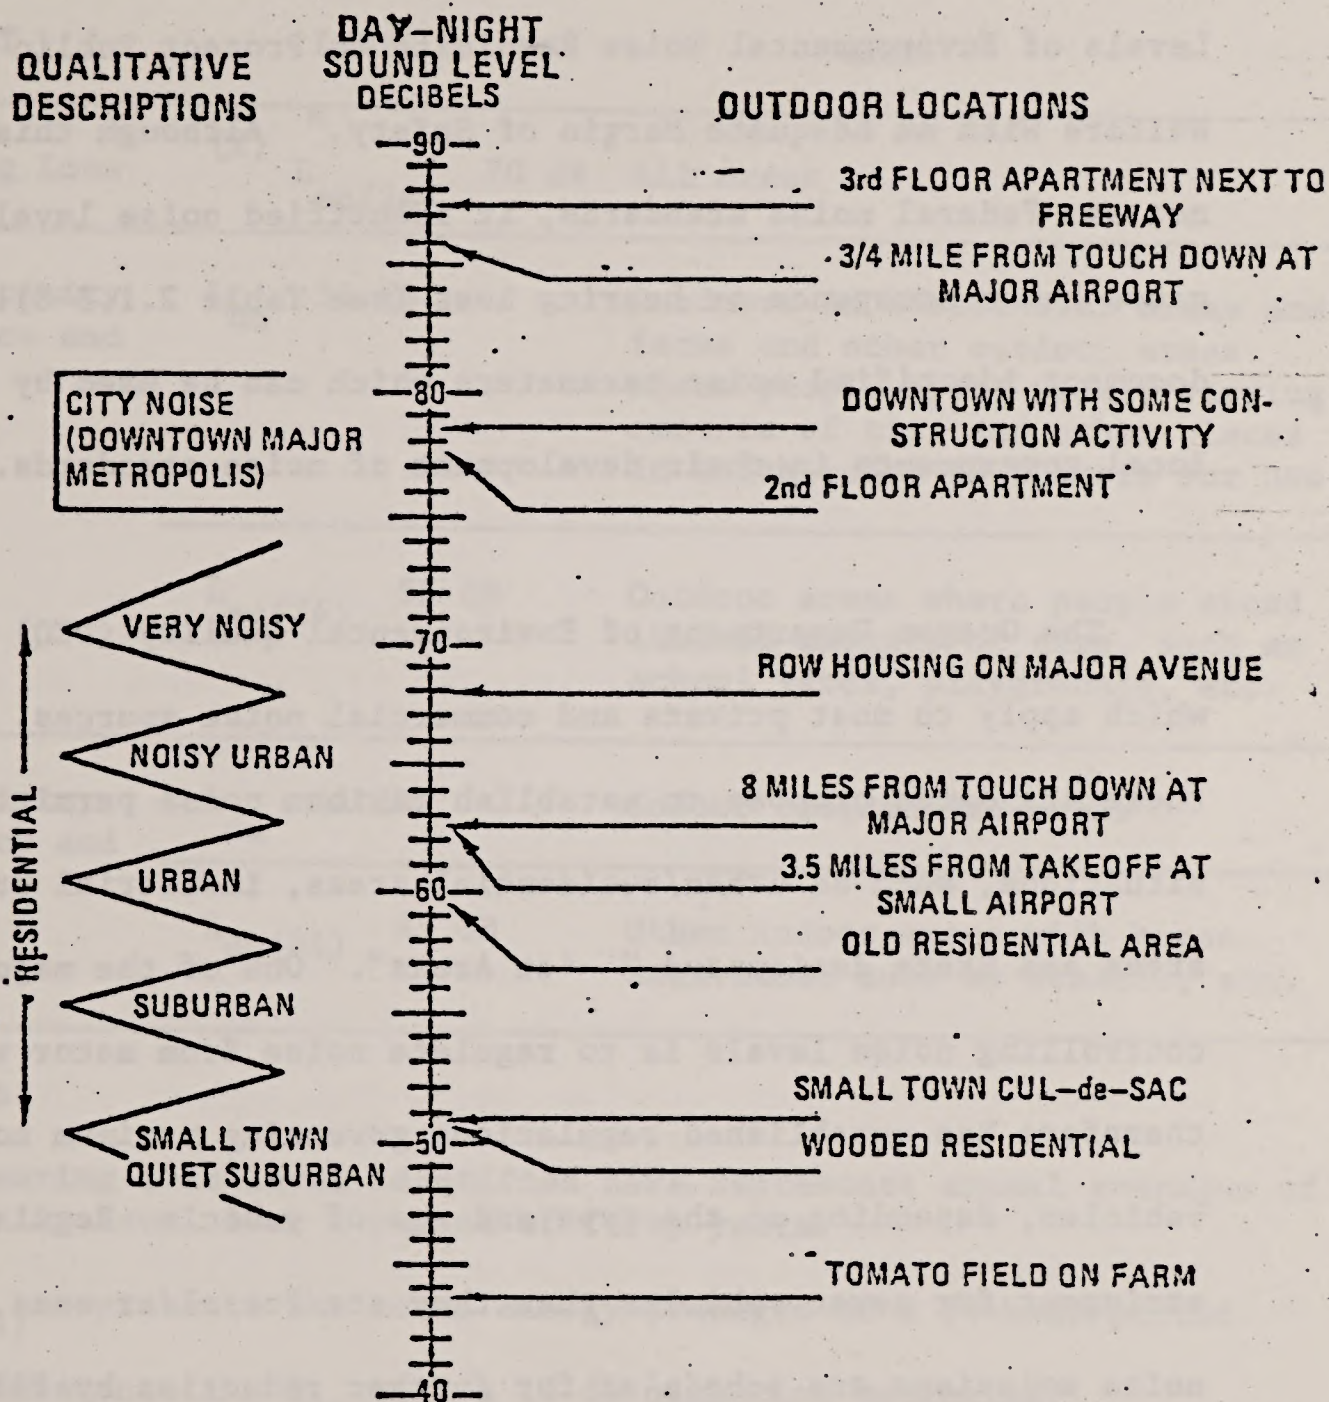 QUALITATIVE
DESCRIPTIONS
DAY–NIGHT
SOUND LEVEL
DECIBELS
OUTDOOR LOCATIONS
90
3rd FLOOR APARTMENT NEXT TO
FREEWAY
3/4 MILE FROM TOUCH DOWN AT
MAJOR AIRPORT
CITY NOISE
(DOWNTOWN MAJOR
METROPOLIS)
80
DOWNTOWN WITH SOME CON-
STRUCTION ACTIVITY
2nd FLOOR APARTMENT
RESIDENTIAL
VERY NOISY
70
ROW HOUSING ON MAJOR AVENUE
NOISY URBAN
8 MILES FROM TOUCH DOWN AT
MAJOR AIRPORT
URBAN
60
3.5 MILES FROM TAKEOFF AT
SMALL AIRPORT
OLD RESIDENTIAL AREA
SUBURBAN
SMALL TOWN CUL–de–SAC
SMALL TOWN
QUIET SUBURBAN
50
WOODED RESIDENTIAL
TOMATO FIELD ON FARM
40